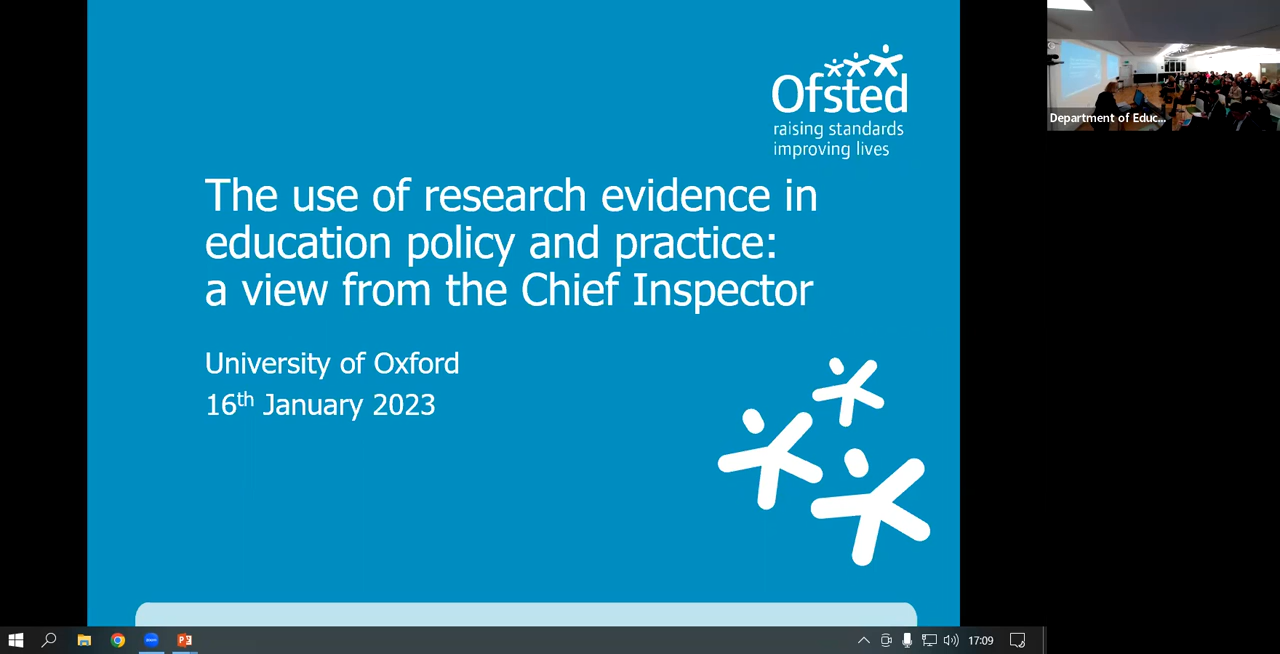 Ofsted
raising standards
improving lives
The use of research evidence in
education policy and practice:
a view from the Chief Inspector
University of Oxford
16th January 2023
Department of Educ...
17:09